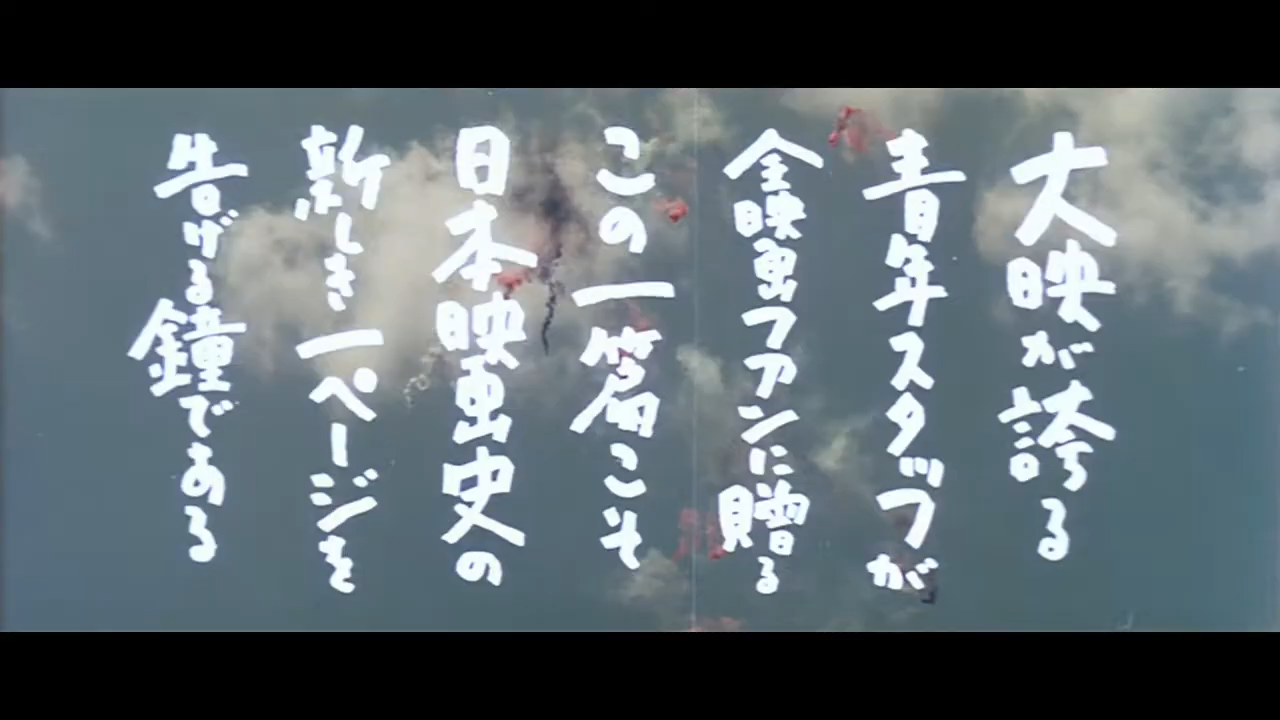 大映が誇る
青年スタッフが
全映画ファンに贈る
この一篇こそ
日本映画史の
新しき一ページを
告げる鐘である